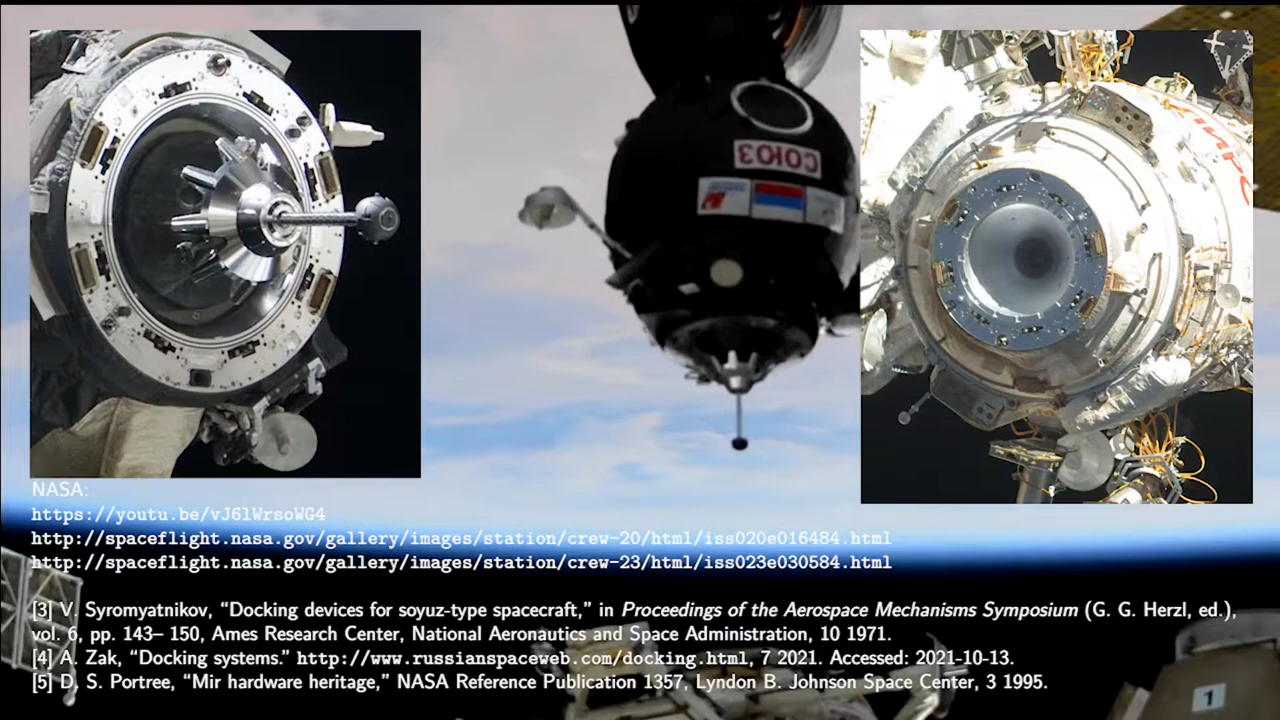 СОЮЗ
NASA:
https://youtu.be/vJ6lWrsoWG4
http://spaceflight.nasa.gov/gallery/images/station/crew-20/html/iss020e016484.html
http://spaceflight.nasa.gov/gallery/images/station/crew-23/html/iss023e030584.html
[3] V. Syromyatnikov, “Docking devices for soyuz-type spacecraft,” in Proceedings of the Aerospace Mechanisms Symposium (G. G. Herzl, ed.),
vol. 6, pp. 143– 150, Ames Research Center, National Aeronautics and Space Administration, 10 1971.
[4] A. Zak, “Docking systems.” http://www.russianspaceweb.com/docking.html, 7 2021. Accessed: 2021-10-13.
[5] D. S. Portree, “Mir hardware heritage,” NASA Reference Publication 1357, Lyndon B. Johnson Space Center, 3 1995.
1